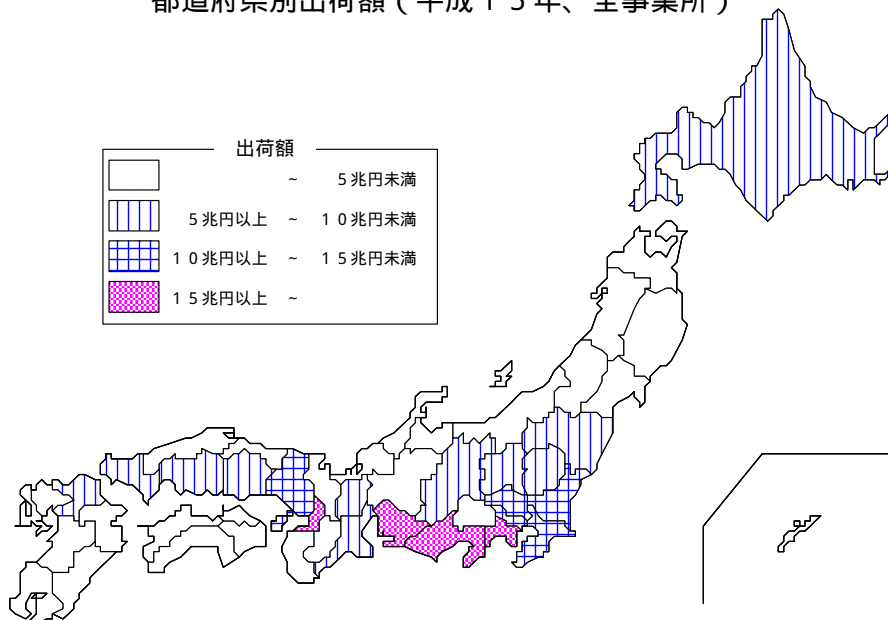 都道府県別出荷額(平成15年、全事業所)
出荷額
~ 5兆円未満
5兆円以上 ~ 10兆円未満
10兆円以上 ~ 15兆円未満
15兆円以上 ~